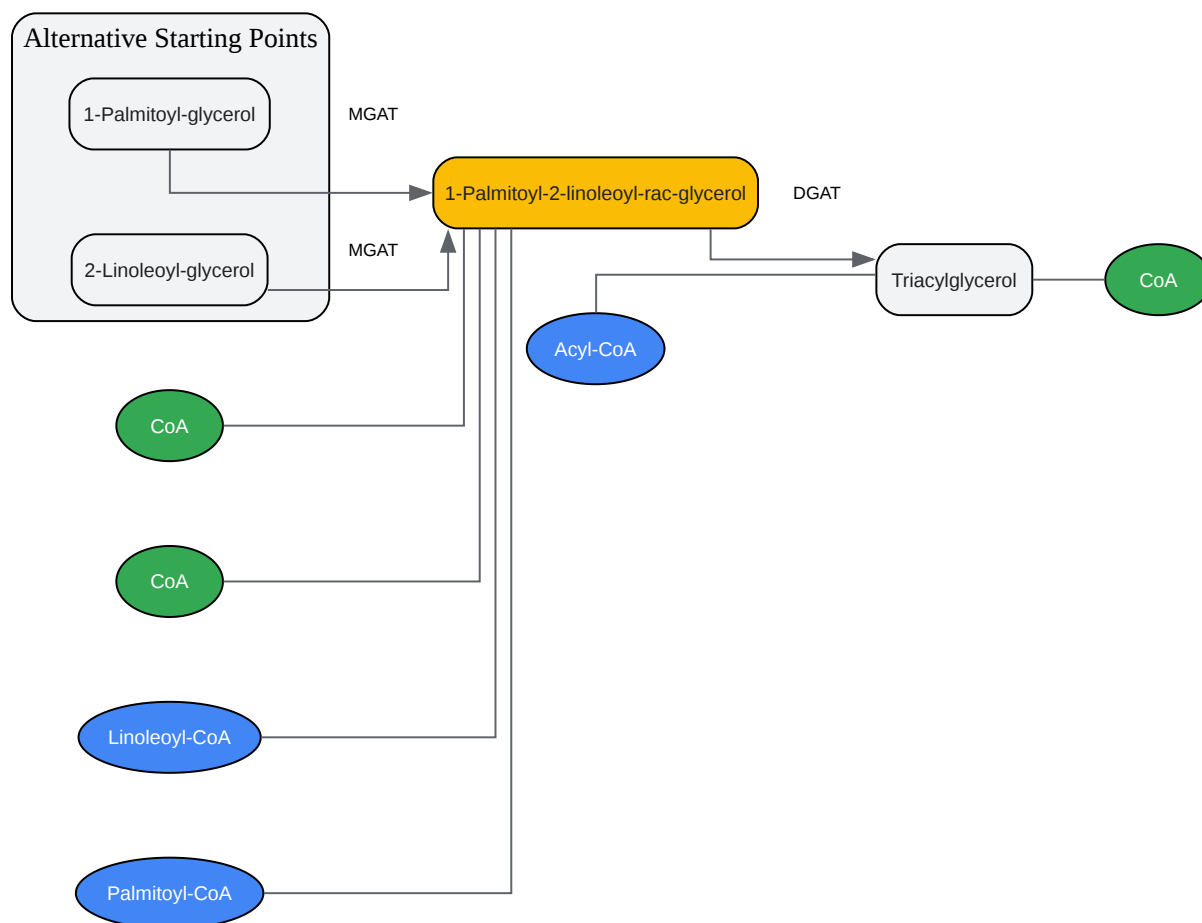 Alternative Starting Points
1-Palmitoyl-glycerol
MGAT
1-Palmitoyl-2-linoleoyl-rac-glycerol
DGAT
MGAT
2-Linoleoyl-glycerol
Triacylglycerol
CoA
Acyl-CoA
CoA
CoA
Linoleoyl-CoA
Palmitoyl-CoA